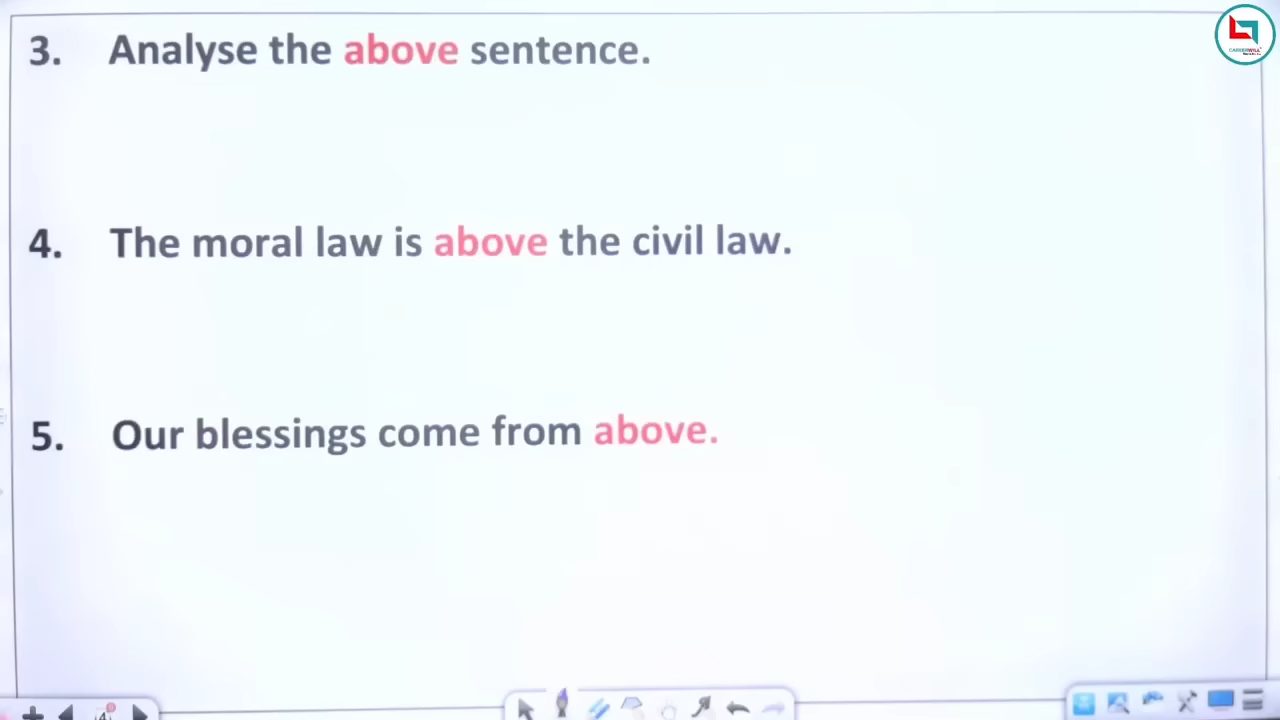 3. Analyse the above sentence.
4. The moral law is above the civil law.
5. Our blessings come from above.
CAREERWILL